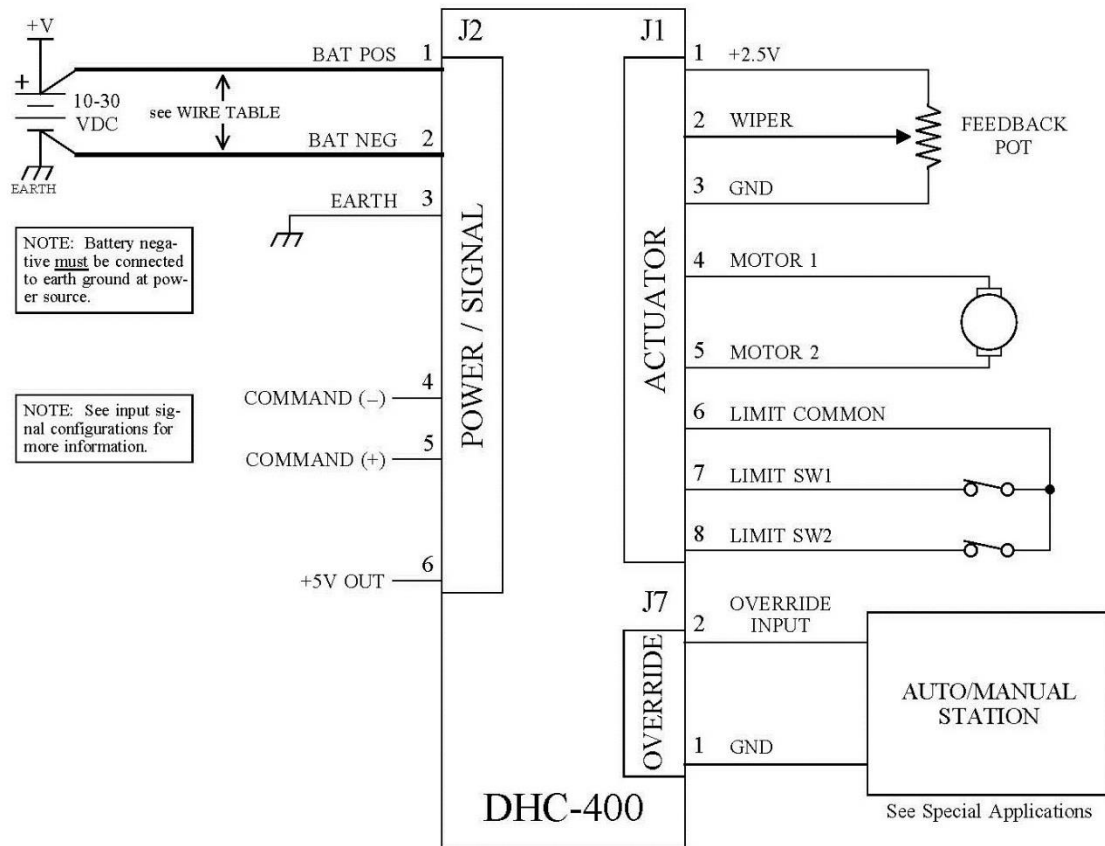 +V
+
10-30
VDC
EARTH
BAT POS
see WIRE TABLE
BAT NEG
EARTH
NOTE: Battery nega-
tive must be connected
to earth ground at pow-
er source.
NOTE: See input sig-
nal configurations for
more information.
COMMAND (–)
COMMAND (+)
+5V OUT
1
2
3
4
5
6
J2
POWER / SIGNAL
J1
ACTUATOR
1 +2.5V
2 WIPER
3 GND
FEEDBACK
POT
4 MOTOR 1
5 MOTOR 2
6 LIMIT COMMON
7 LIMIT SW1
8 LIMIT SW2
J7
OVERRIDE
2 OVERRIDE
INPUT
1 GND
AUTO/MANUAL
STATION
See Special Applications
DHC-400